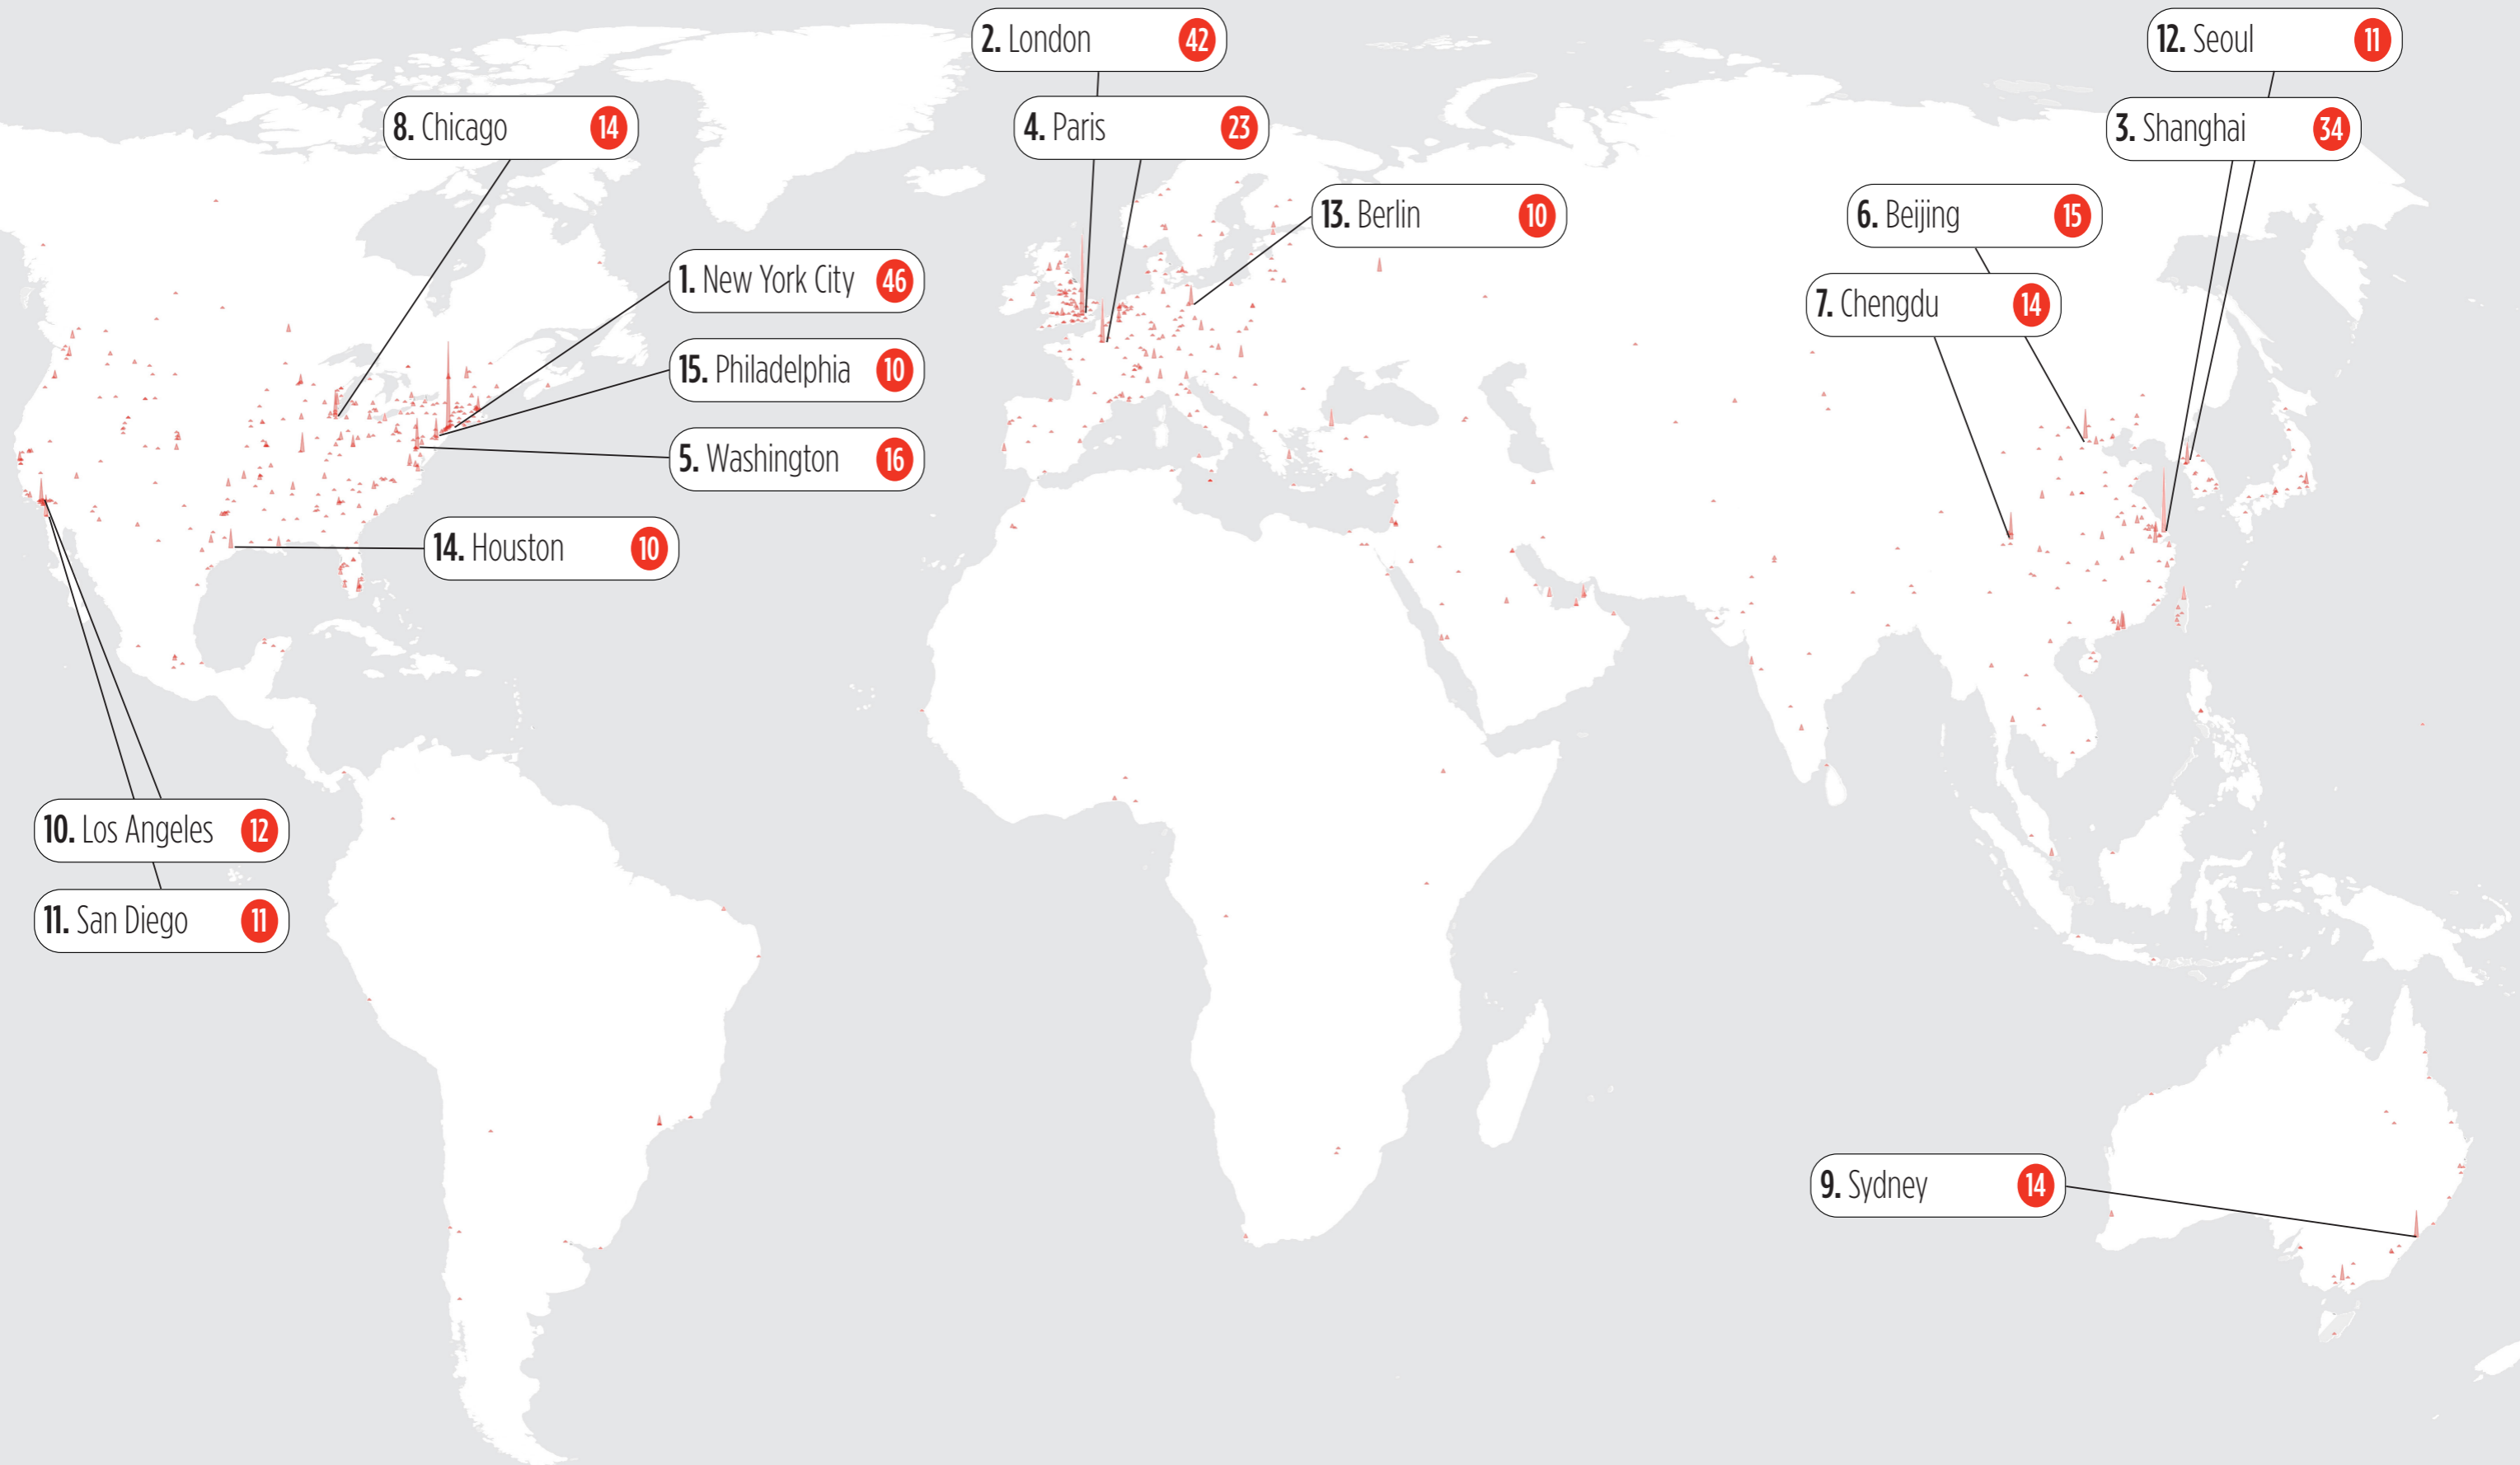 2. London 42
12. Seoul 11
8. Chicago 14
4. Paris 23
3. Shanghai 34
13. Berlin 10
6. Beijing 15
1. New York City 46
7. Chengdu 14
15. Philadelphia 10
5. Washington 16
14. Houston 10
10. Los Angeles 12
11. San Diego 11
9. Sydney 14